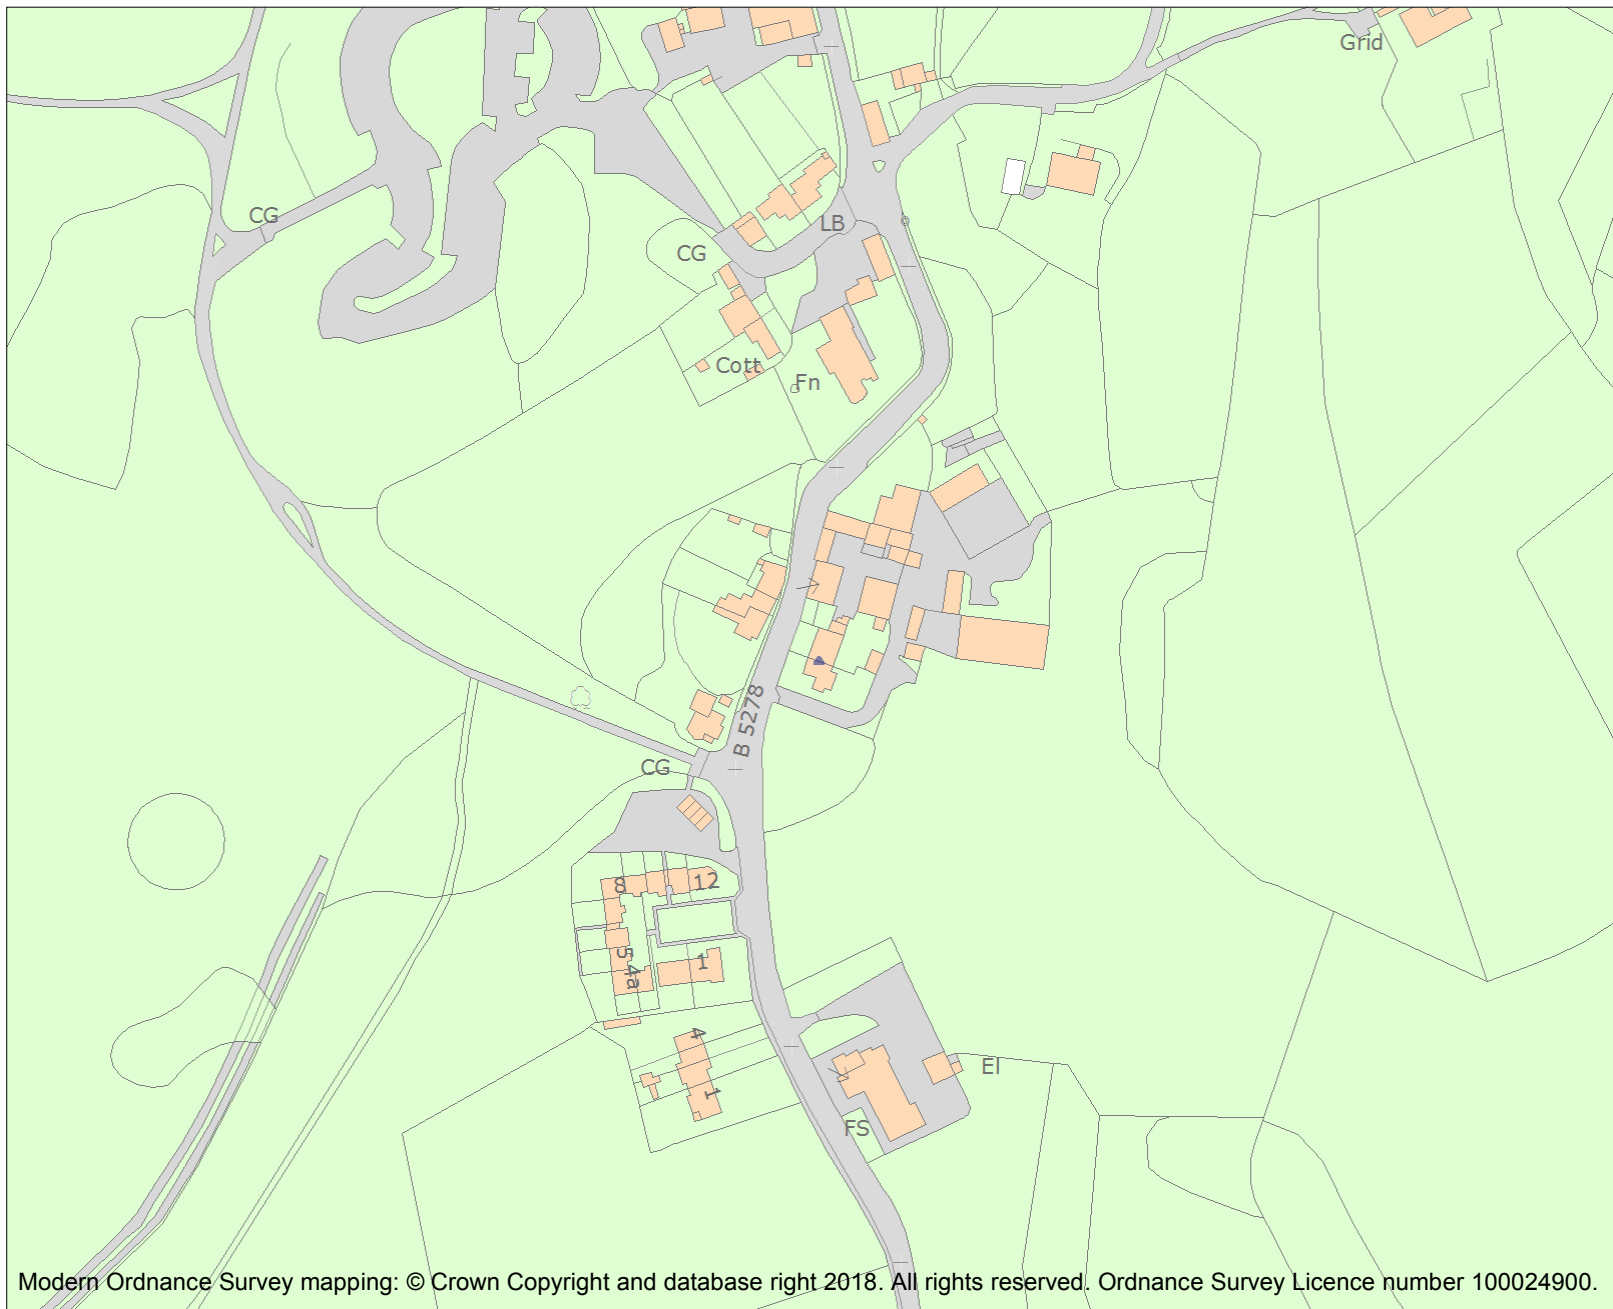 Grid
CG
LB
CG
Cott
Fn
B 5278
CG
8
12
5
4a
1
4
1
El
FS
Modern Ordnance Survey mapping: © Crown Copyright and database right 2018. All rights reserved. Ordnance Survey Licence number 100024900.